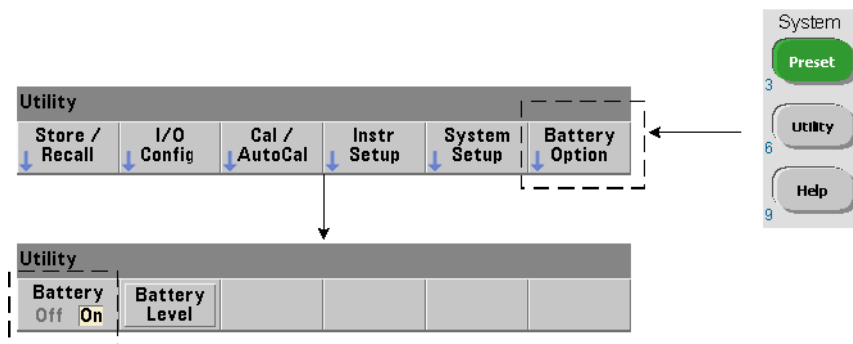 System
Preset
3
Utility
6
Help
9
Utility
Store /
Recall
I/O
Config
Cal /
AutoCal
Instr
Setup
System
Setup
Battery
Option
Utility
Battery
Off On
Battery
Level